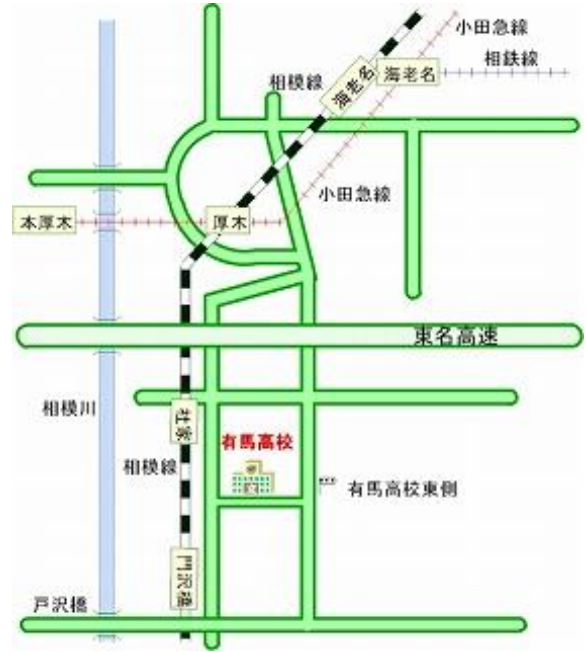 小田急線
相鉄線
海老名
海老名
相模線
小田急線
本厚木
厚木
東名高速
相模川
社家
有馬高校
相模線
有馬高校東側
門沢橋
戸沢橋